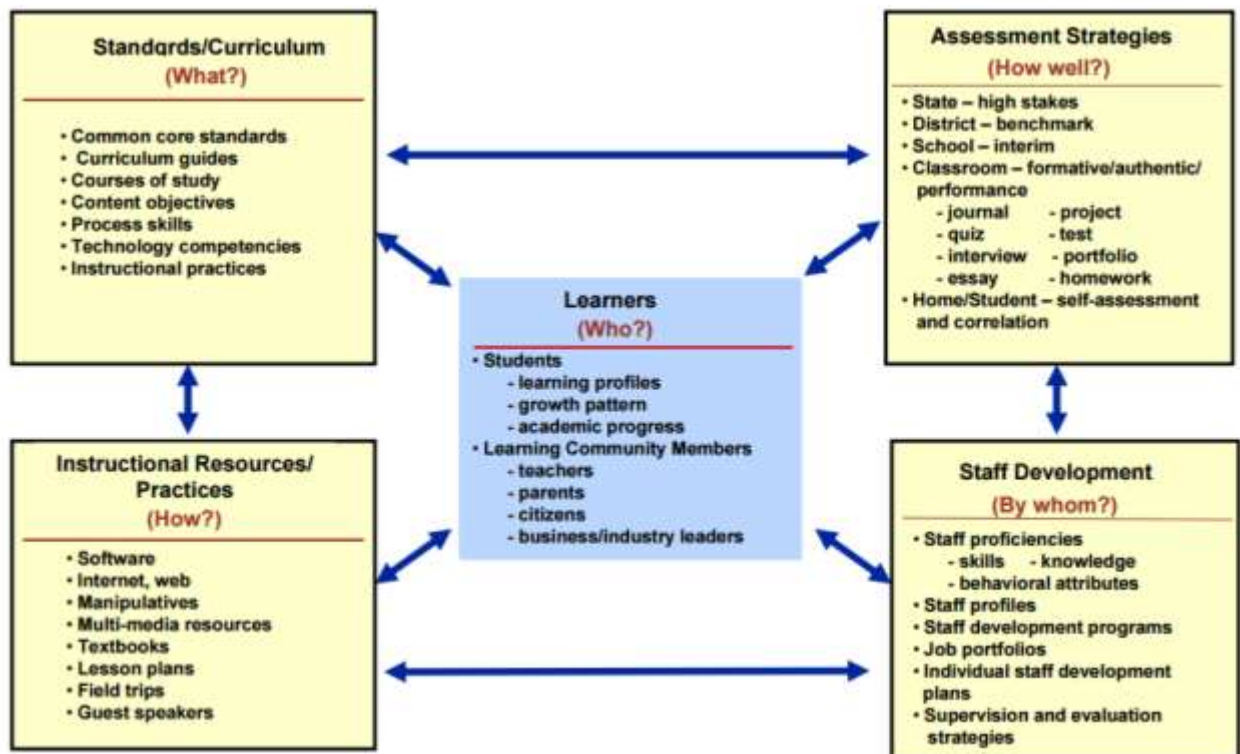 Standards/Curriculum
(What?)
• Common core standards
• Curriculum guides
• Courses of study
• Content objectives
• Process skills
• Technology competencies
• Instructional practices
Assessment Strategies
(How well?)
• State – high stakes
• District – benchmark
• School – interim
• Classroom – formative/authentic/
performance
- journal - project
- quiz - test
- interview - portfolio
- essay - homework
• Home/Student – self-assessment
and correlation
Learners
(Who?)
• Students
- learning profiles
- growth pattern
- academic progress
• Learning Community Members
- teachers
- parents
- citizens
- business/industry leaders
Instructional Resources/
Practices
(How?)
• Software
• Internet, web
• Manipulatives
• Multi-media resources
• Textbooks
• Lesson plans
• Field trips
• Guest speakers
Staff Development
(By whom?)
• Staff proficiencies
- skills - knowledge
- behavioral attributes
• Staff profiles
• Staff development programs
• Job portfolios
• Individual staff development
plans
• Supervision and evaluation
strategies